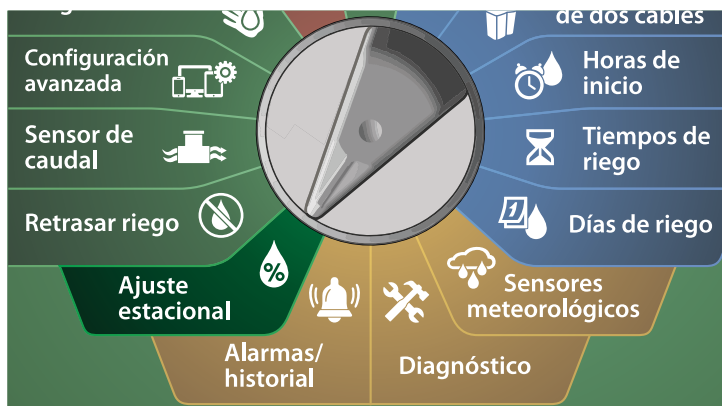 de dos cables
Configuración
avanzada
Horas de
inicio
Sensor de
caudal
Tiempos de
riego
Retrasar riego
1
Días de riego
Ajuste
estacional
%
Sensores
meteorológicos
Alarmas/
historial
Diagnóstico